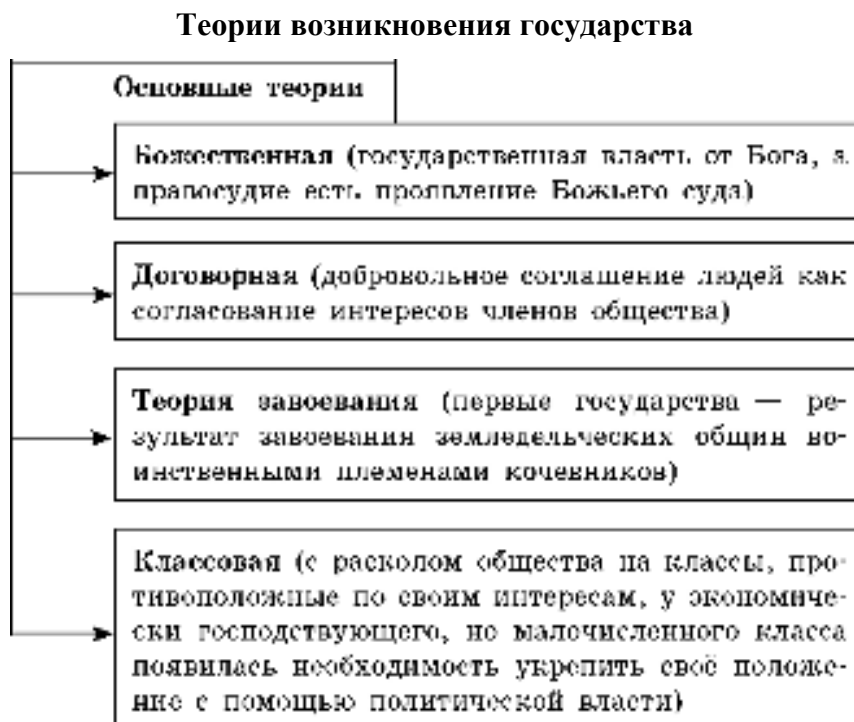 Теории возникновения государства
Основные теории
Божественная (государственная власть от Бога, а
правосудие есть проявление Божьего суда)
Договорная (добровольное соглашение людей как
согласование интересов членов общества)
Теория завоевания (первые государства — ре-
зультат завоевания земледельческих общин во-
инственными племенами кочевников)
Классовая (с расколом общества на классы, про-
тивоположные по своим интересам, у экономиче-
ски господствующего, но малочисленного класса
появилась необходимость укрепить своё положе-
ние с помощью политической власти)